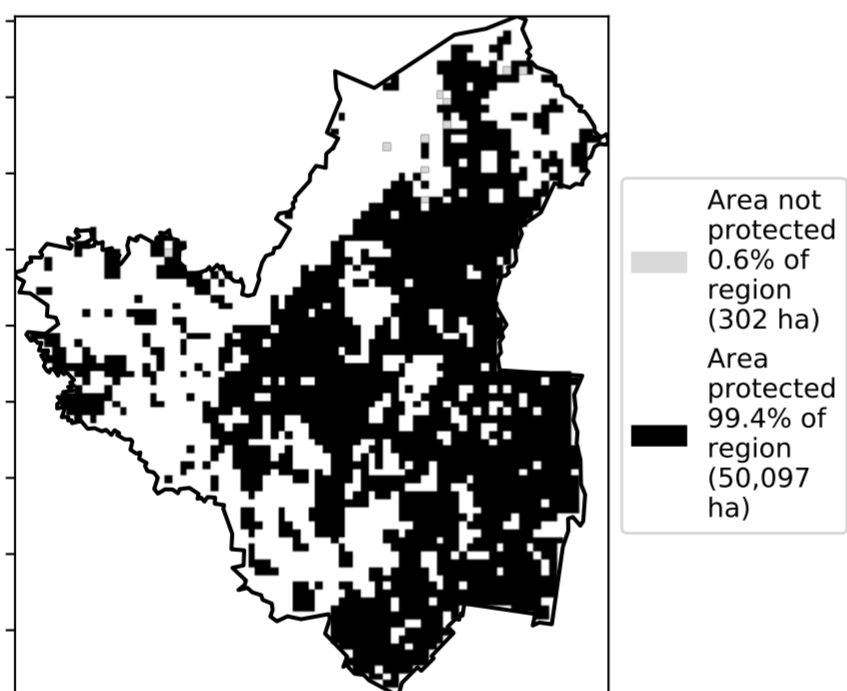 Area not
protected
0.6% of
region
(302 ha)
Area
protected
99.4% of
region
(50,097
ha)